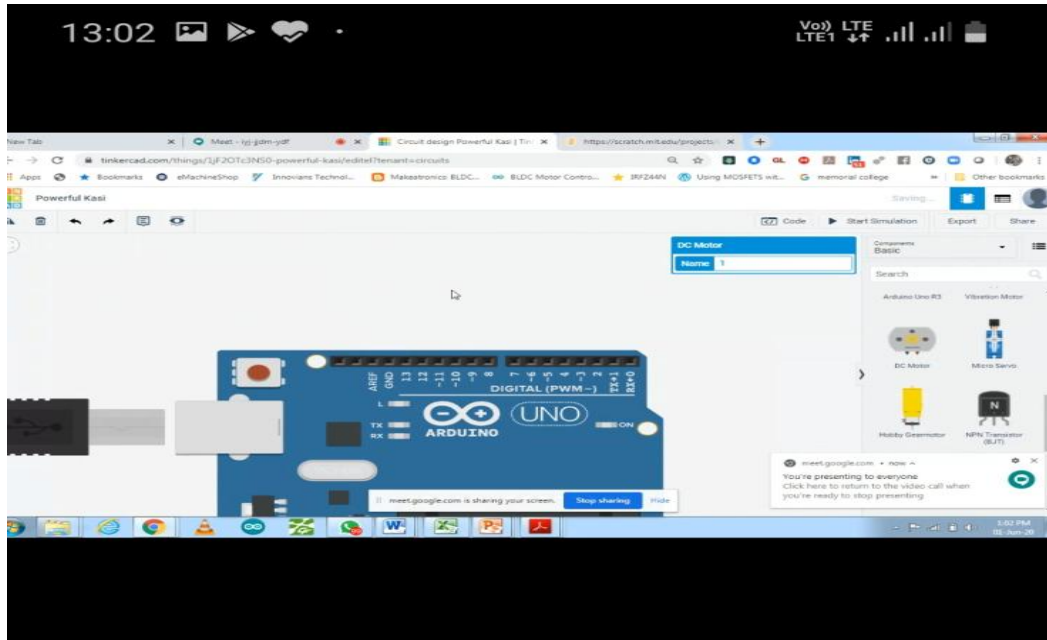 13:02
Vo)) LTE
LTE1
New Tab
Meet - iyj-jjdm-ydf
Circuit design Powerful Kasi | Tin
https://scratch.mit.edu/projects
tinkercad.com/things/1jF2OTc3NS0-powerful-kasi/editel?tenant=circuits
Apps
Bookmarks
eMachineShop
Innovians Technol...
Makeatronics BLDC...
BLDC Motor Contro...
IRFZ44N
Using MOSFETS wit...
memorial college
Other bookmarks
Powerful Kasi
Saving...
Code
Start Simulation
Export
Share
DC Motor
Name 1
Components
Basic
Search
Arduino Uno R3
Vibration Motor
DC Motor
Micro Servo
Hobby Gearmotor
NPN Transistor
(BJT)
AREF
GND
13
12
~11
~10
~9
8
7
~6
~5
4
~3
2
TX→1
RX←0
DIGITAL (PWM~)
L
TX
RX
UNO
ON
ARDUINO
meet.google.com • now
You're presenting to everyone
Click here to return to the video call when
you're ready to stop presenting
meet.google.com is sharing your screen.
Stop sharing
Hide
1:02 PM
01-Jun-20